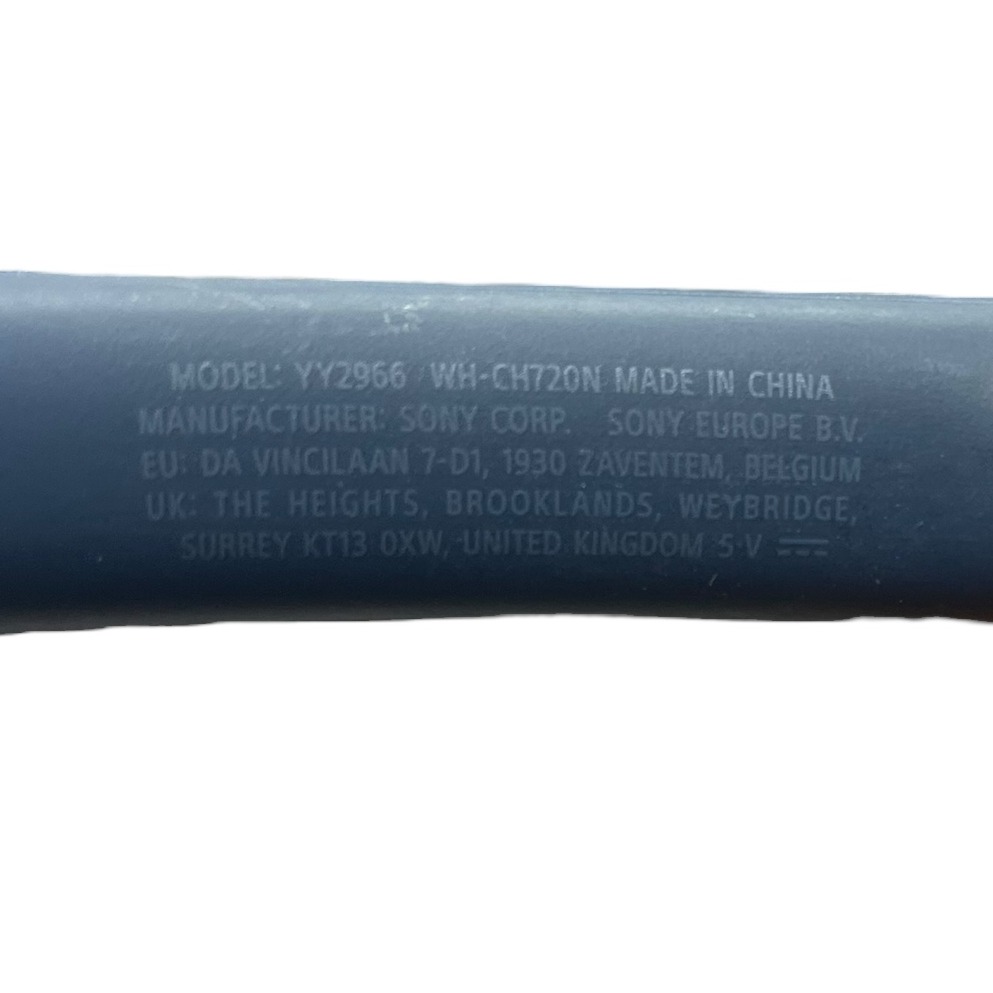 MODEL: YY2966 WH-CH720N MADE IN CHINA
MANUFACTURER: SONY CORP. SONY EUROPE B.V.
EU: DA VINCILAAN 7-D1, 1930 ZAVENTEM, BELGIUM
UK: THE HEIGHTS, BROOKLANDS, WEYBRIDGE,
SURREY KT13 0XW, UNITED KINGDOM 5 V ⎓